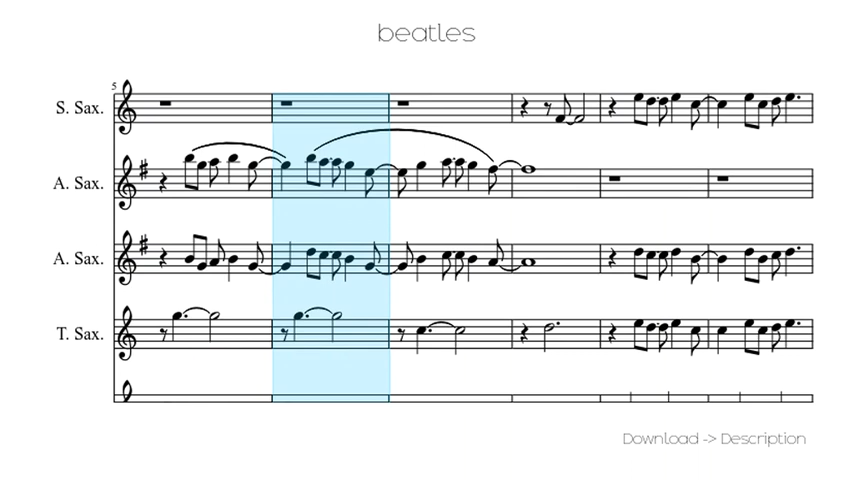 beatles
5
S. Sax.
A. Sax.
A. Sax.
T. Sax.
Download -> Description